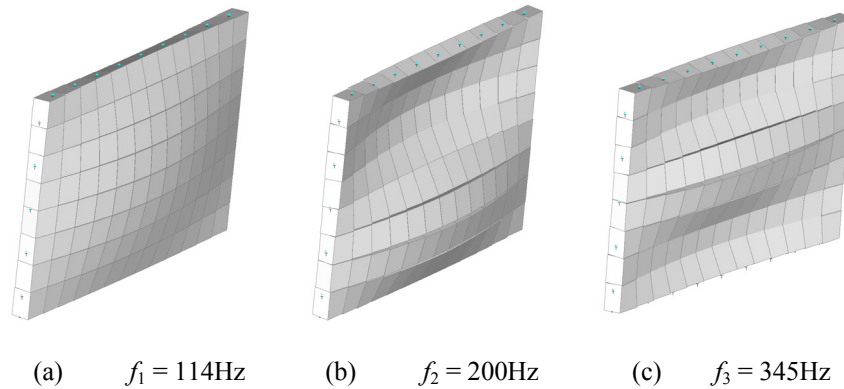 (a) f₁ = 114Hz (b) f₂ = 200Hz (c) f₃ = 345Hz